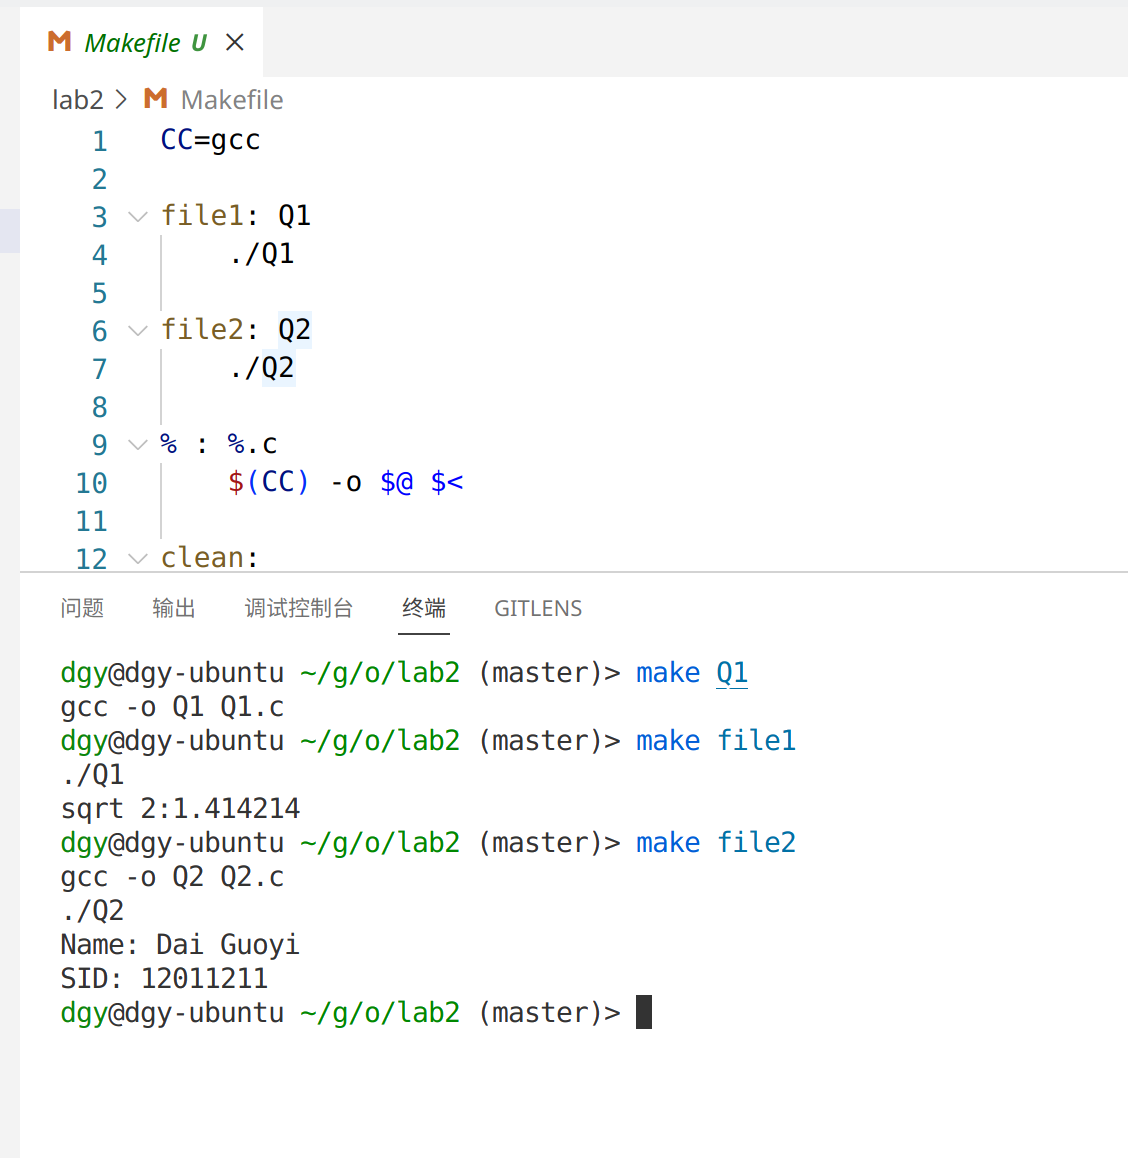 Makefile U
lab2 > Makefile
1 CC=gcc
2
3 file1: Q1
4 ./Q1
5
6 file2: Q2
7 ./Q2
8
9 % : %.c
10 $(CC) -o $@ $<
11
12 clean:
问题 输出 调试控制台 终端 GITLENS
dgy@dgy-ubuntu ~/g/o/lab2 (master)> make Q1
gcc -o Q1 Q1.c
dgy@dgy-ubuntu ~/g/o/lab2 (master)> make file1
./Q1
sqrt 2:1.414214
dgy@dgy-ubuntu ~/g/o/lab2 (master)> make file2
gcc -o Q2 Q2.c
./Q2
Name: Dai Guoyi
SID: 12011211
dgy@dgy-ubuntu ~/g/o/lab2 (master)>